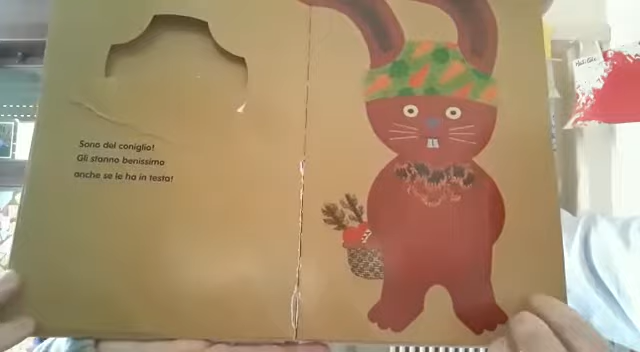 Sono del coniglio!
Gli stanno benissimo
anche se le ha in testa!